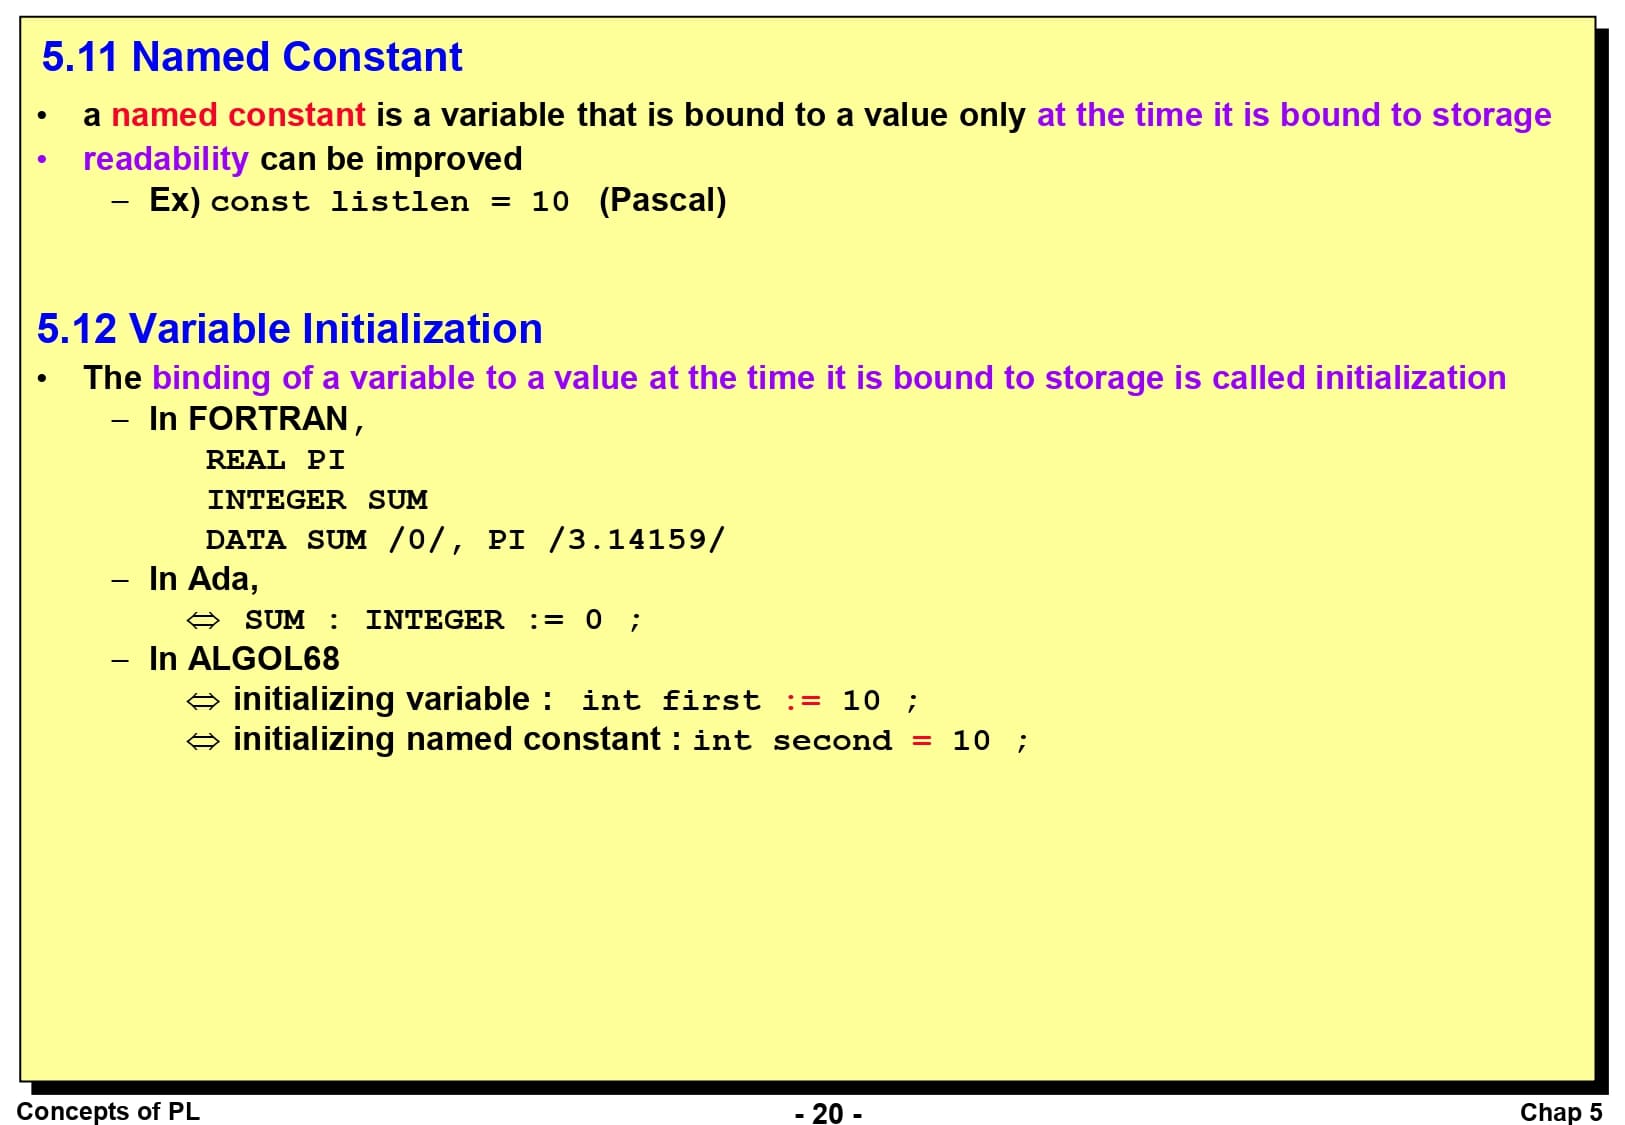 5.11 Named Constant
• a named constant is a variable that is bound to a value only at the time it is bound to storage
• readability can be improved
– Ex) const listlen = 10 (Pascal)
5.12 Variable Initialization
• The binding of a variable to a value at the time it is bound to storage is called initialization
– In FORTRAN,
REAL PI
INTEGER SUM
DATA SUM /0/, PI /3.14159/
– In Ada,
⇔ SUM : INTEGER := 0 ;
– In ALGOL68
⇔ initializing variable : int first := 10 ;
⇔ initializing named constant : int second = 10 ;
Concepts of PL
- 20 -
Chap 5